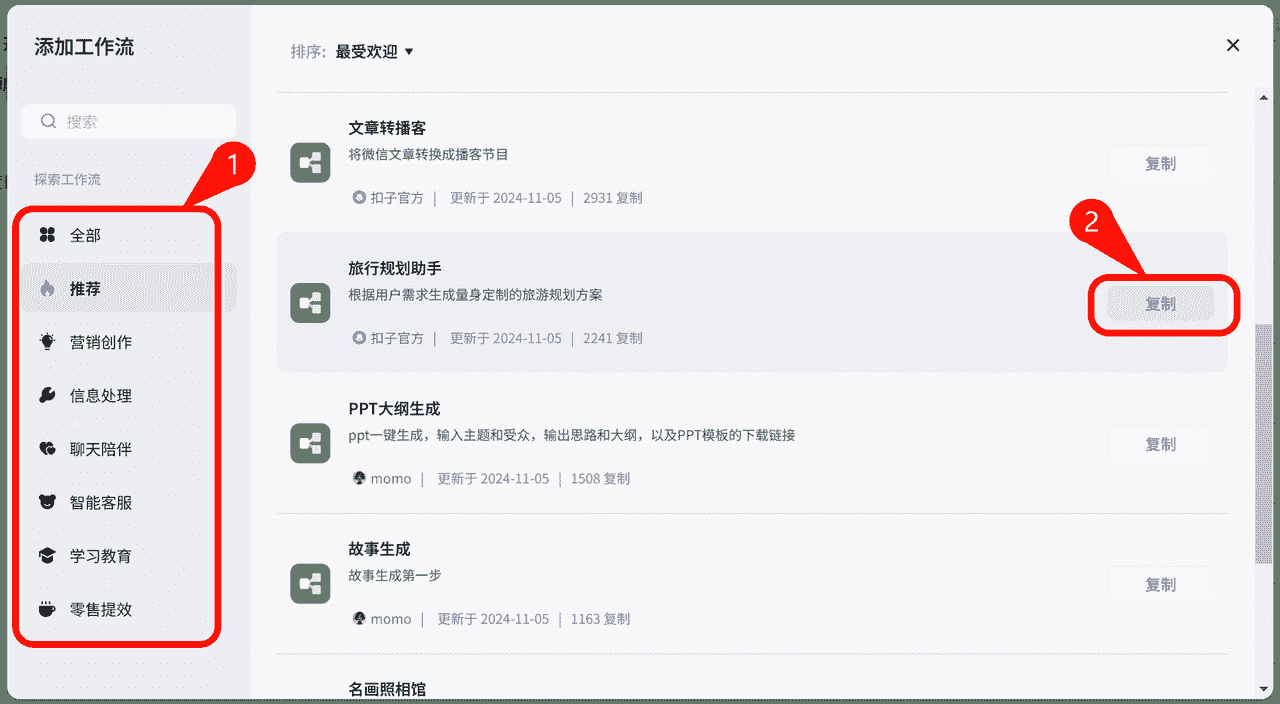 添加工作流
搜索
探索工作流
1
全部
推荐
营销创作
信息处理
聊天陪伴
智能客服
学习教育
零售提效
排序: 最受欢迎
文章转播客
将微信文章转换成播客节目
扣子官方 | 更新于 2024-11-05 | 2931 复制
复制
2
旅行规划助手
根据用户需求生成量身定制的旅游规划方案
扣子官方 | 更新于 2024-11-05 | 2241 复制
复制
PPT大纲生成
ppt一键生成，输入主题和受众，输出思路和大纲，以及PPT模板的下载链接
momo | 更新于 2024-11-05 | 1508 复制
复制
故事生成
故事生成第一步
momo | 更新于 2024-11-05 | 1163 复制
复制
名画照相馆